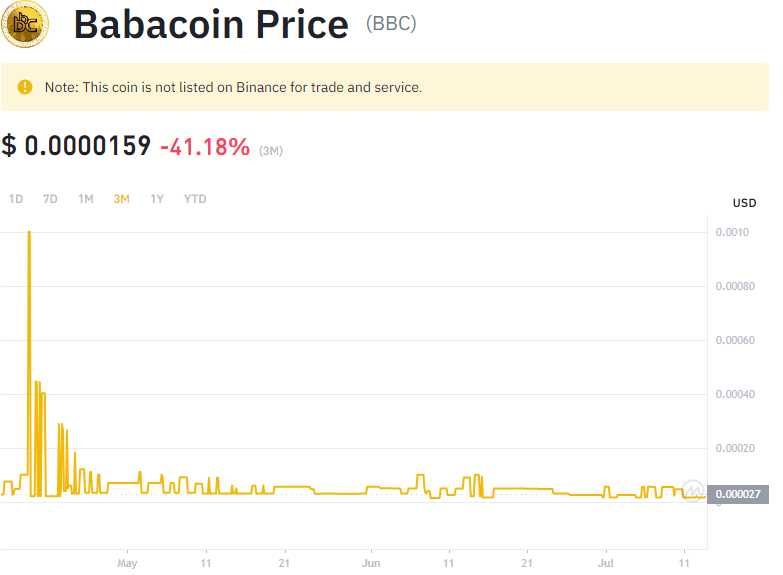 BBC
Babacoin Price (BBC)
Note: This coin is not listed on Binance for trade and service.
$ 0.0000159 -41.18% (3M)
1D 7D 1M 3M 1Y YTD
USD
0.0010
0.00080
0.00060
0.00040
0.00020
0.000027
0
May 11 21 Jun 11 21 Jul 11